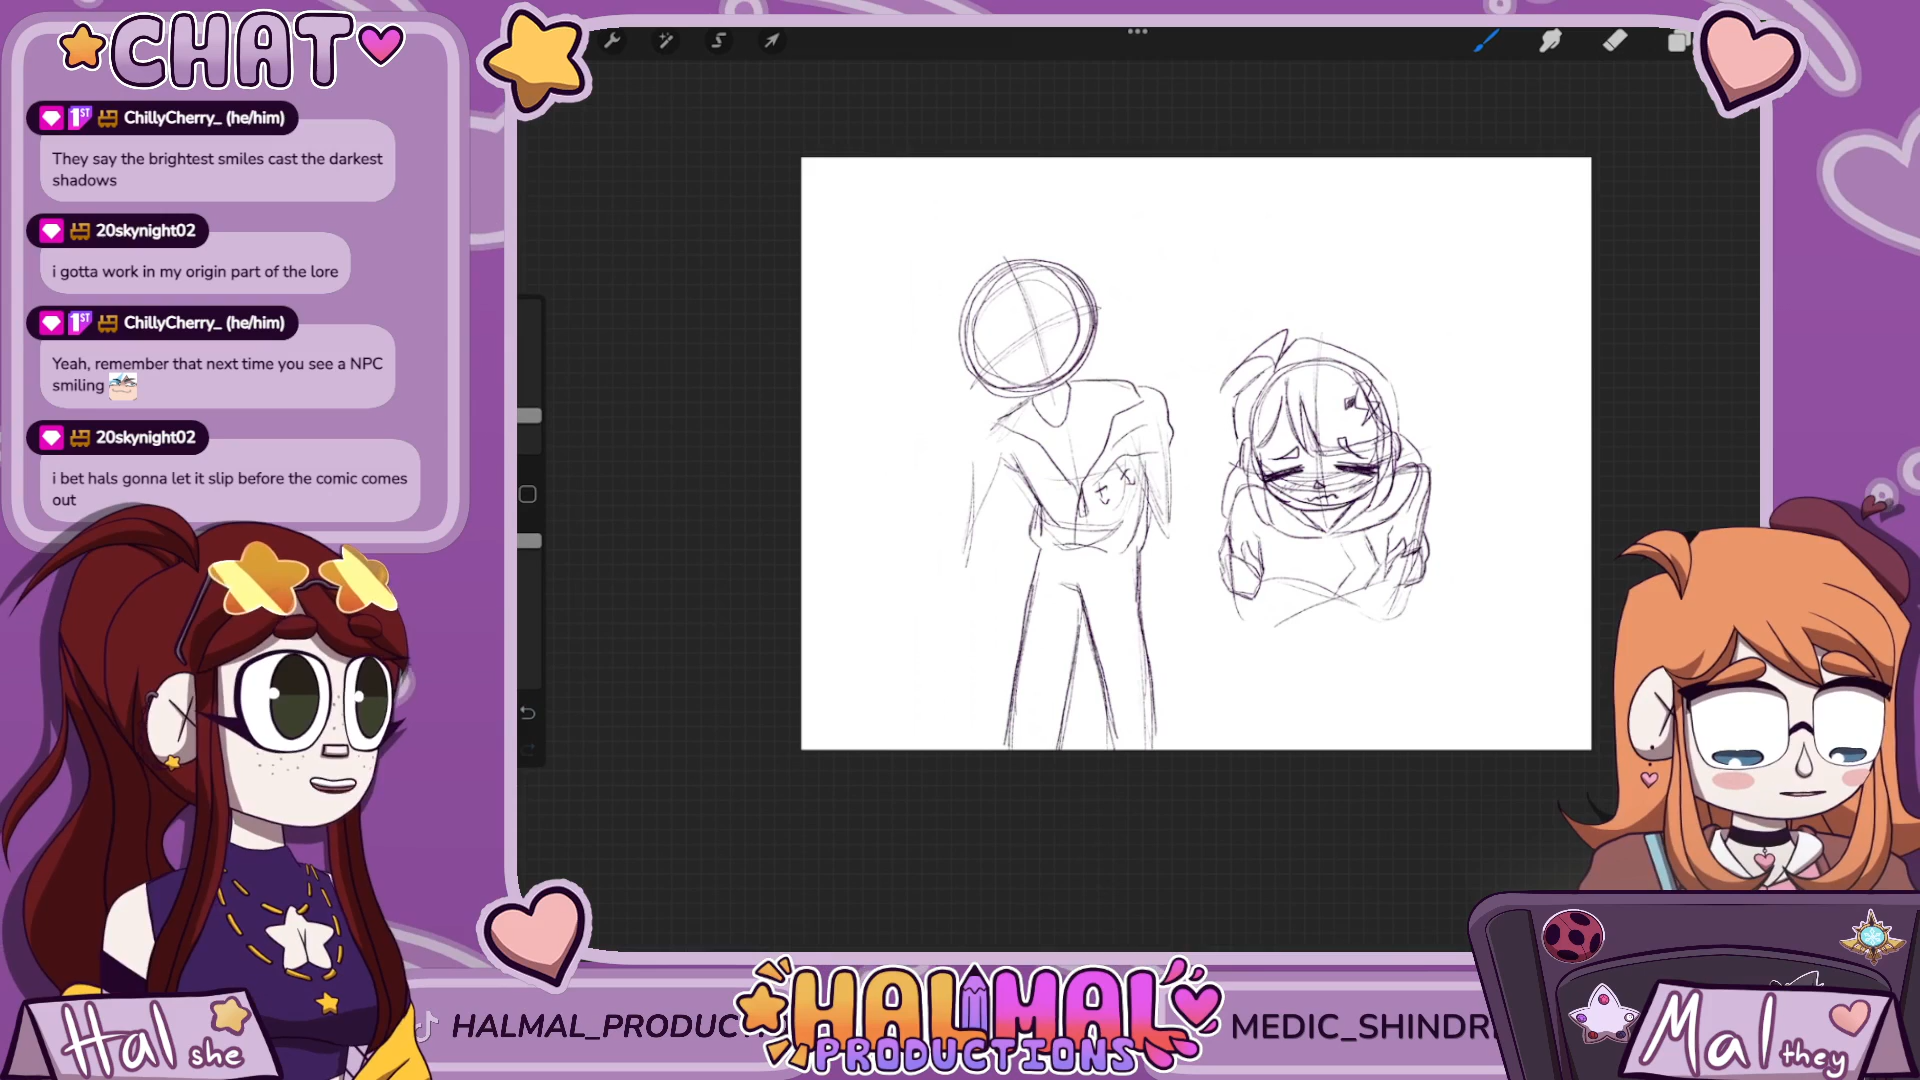 CHAT
1ST ChillyCherry_ (he/him)
They say the brightest smiles cast the darkest
shadows
20skynight02
i gotta work in my origin part of the lore
1ST ChillyCherry_ (he/him)
Yeah, remember that next time you see a NPC
smiling
20skynight02
i bet hals gonna let it slip before the comic comes
out
Hal she
HALMAL_PRODUC
HALMAL
PRODUCTIONS
MEDIC_SHINDR
Mal they